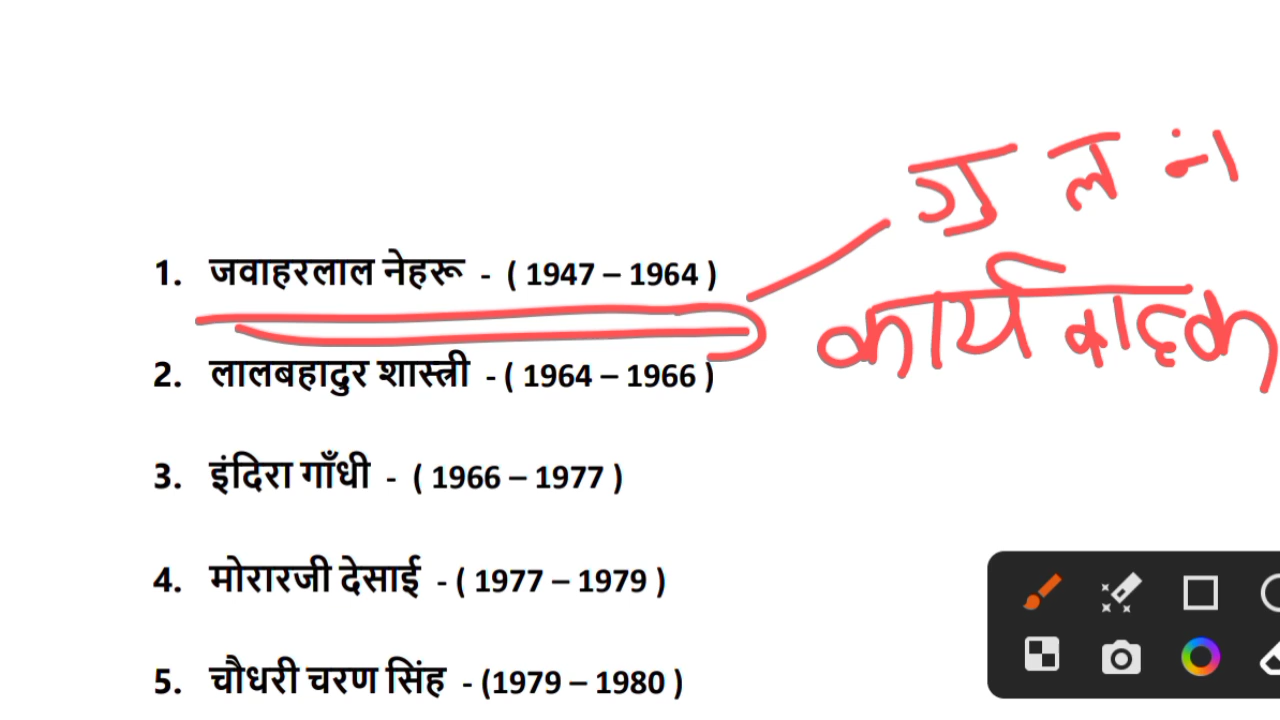 गु ल नं
1. जवाहरलाल नेहरू - ( 1947 – 1964 )
कार्य वाहक
2. लालबहादुर शास्त्री - ( 1964 – 1966 )
3. इंदिरा गाँधी - ( 1966 – 1977 )
4. मोरारजी देसाई - ( 1977 – 1979 )
5. चौधरी चरण सिंह - (1979 – 1980 )